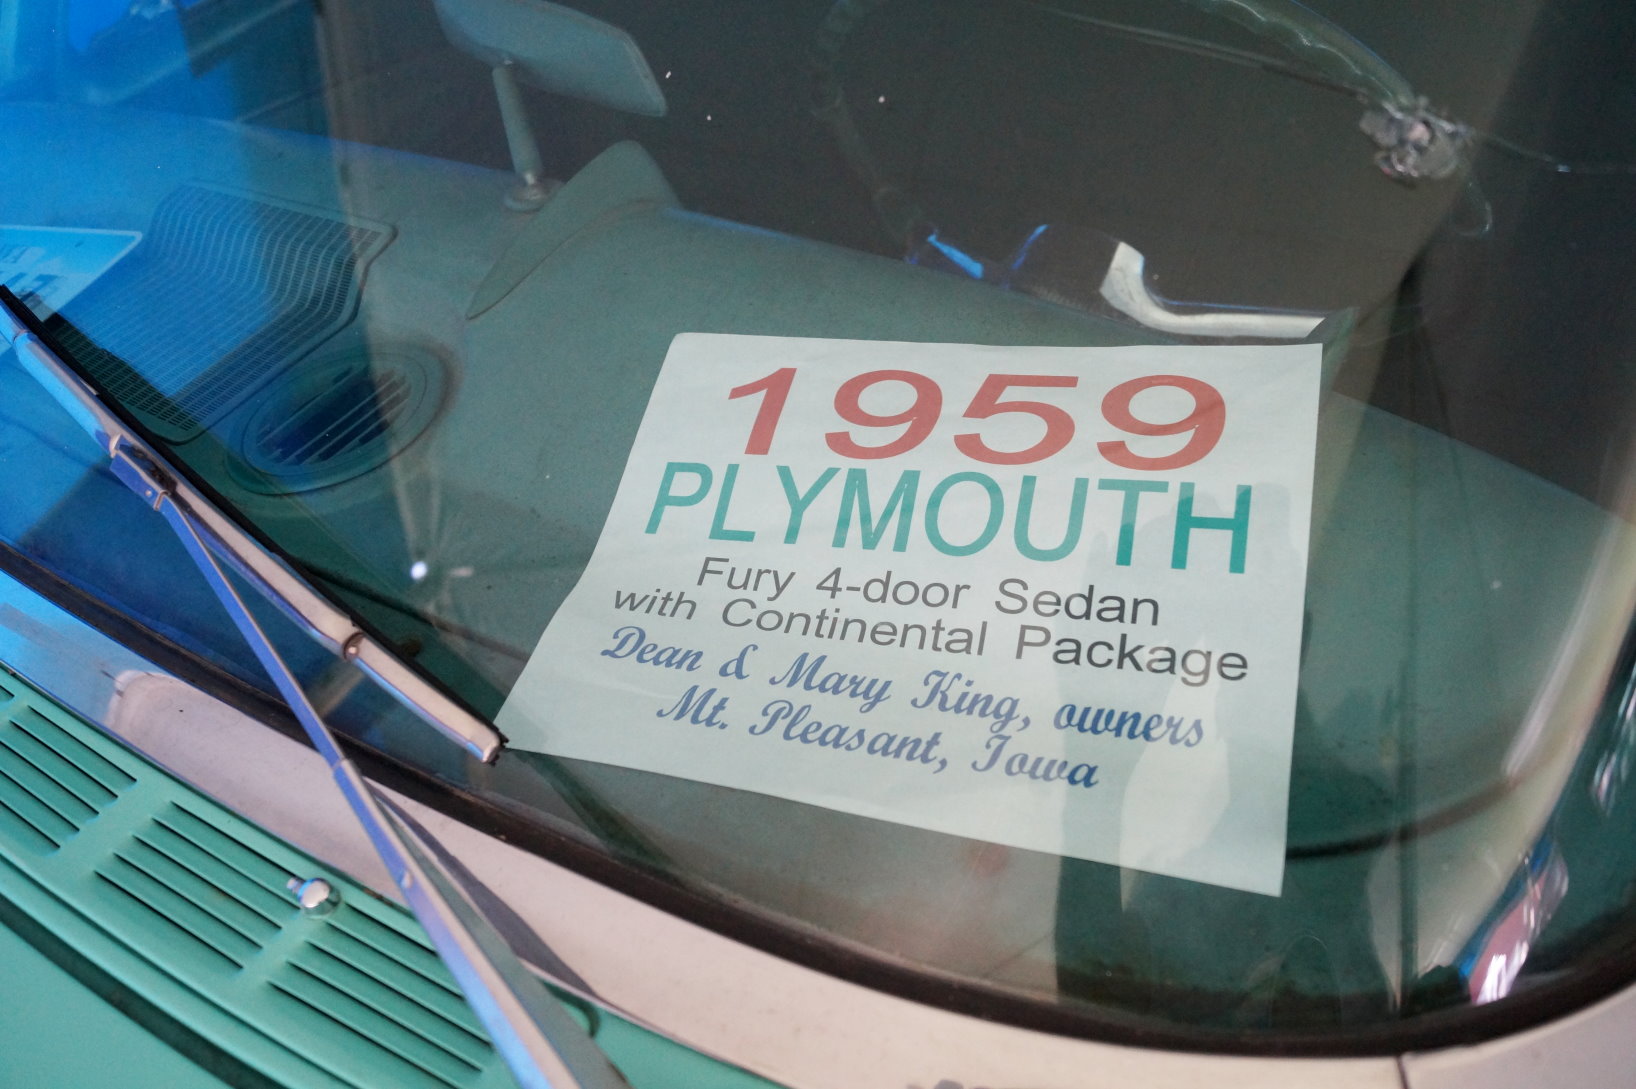 1959
PLYMOUTH
Fury 4-door Sedan
with Continental Package
Dean & Mary King, owners
Mt. Pleasant, Iowa